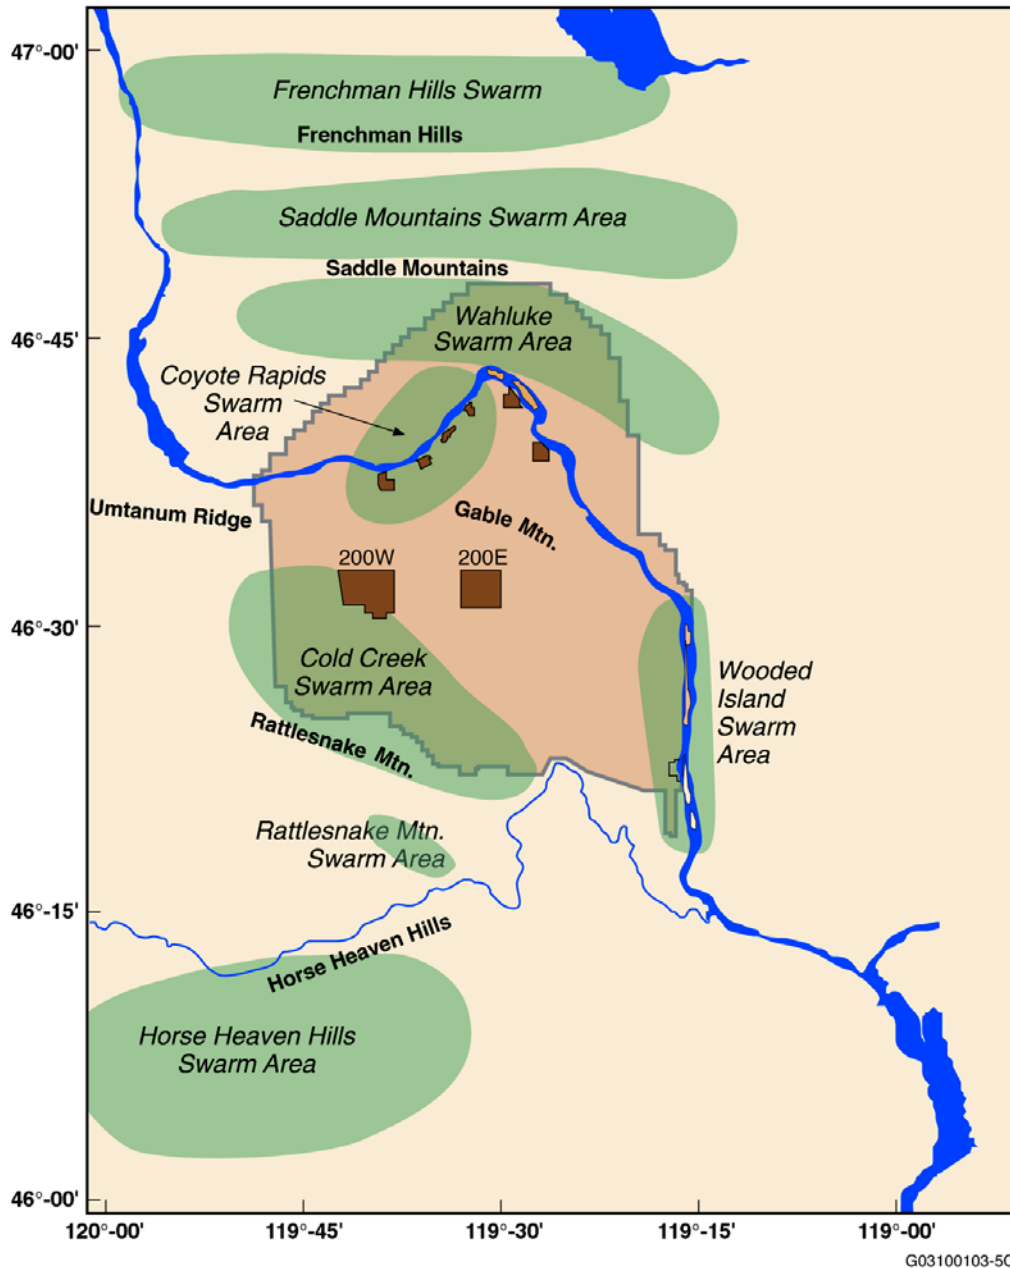 47°-00'
Frenchman Hills Swarm
Frenchman Hills
Saddle Mountains Swarm Area
Saddle Mountains
Wahluke
Swarm Area
46°-45'
Coyote Rapids
Swarm
Area
Umtanum Ridge
Gable Mtn.
200W
200E
46°-30'
Cold Creek
Swarm Area
Wooded
Island
Swarm
Area
Rattlesnake Mtn.
Rattlesnake Mtn.
Swarm Area
46°-15'
Horse Heaven Hills
Horse Heaven Hills
Swarm Area
46°-00'
120°-00'
119°-45'
119°-30'
119°-15'
119°-00'